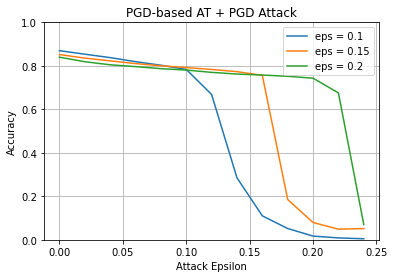 PGD-based AT + PGD Attack
1.0
0.8
0.6
0.4
0.2
0.0
Accuracy
eps = 0.1
eps = 0.15
eps = 0.2
0.00 0.05 0.10 0.15 0.20 0.25
Attack Epsilon